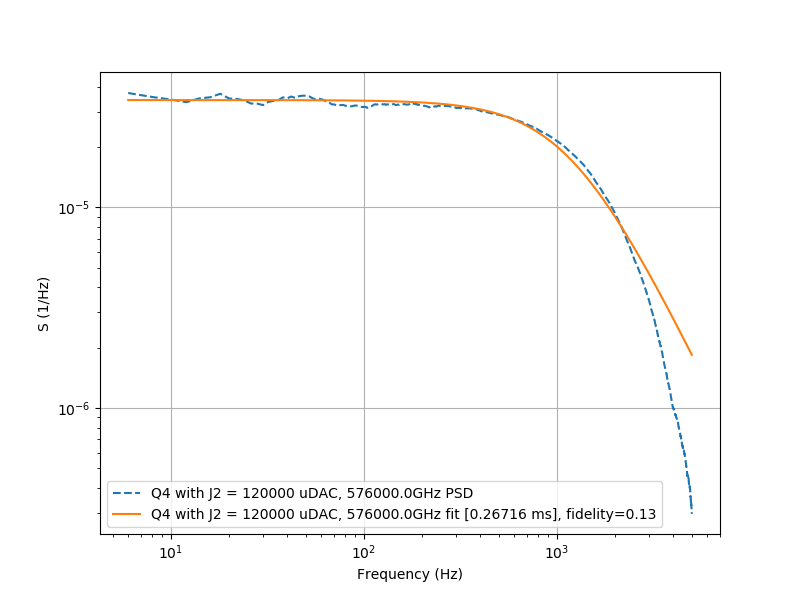 S (1/Hz)
10⁻⁵
10⁻⁶
10¹
10²
10³
Frequency (Hz)
Q4 with J2 = 120000 uDAC, 576000.0GHz PSD
Q4 with J2 = 120000 uDAC, 576000.0GHz fit [0.26716 ms], fidelity=0.13